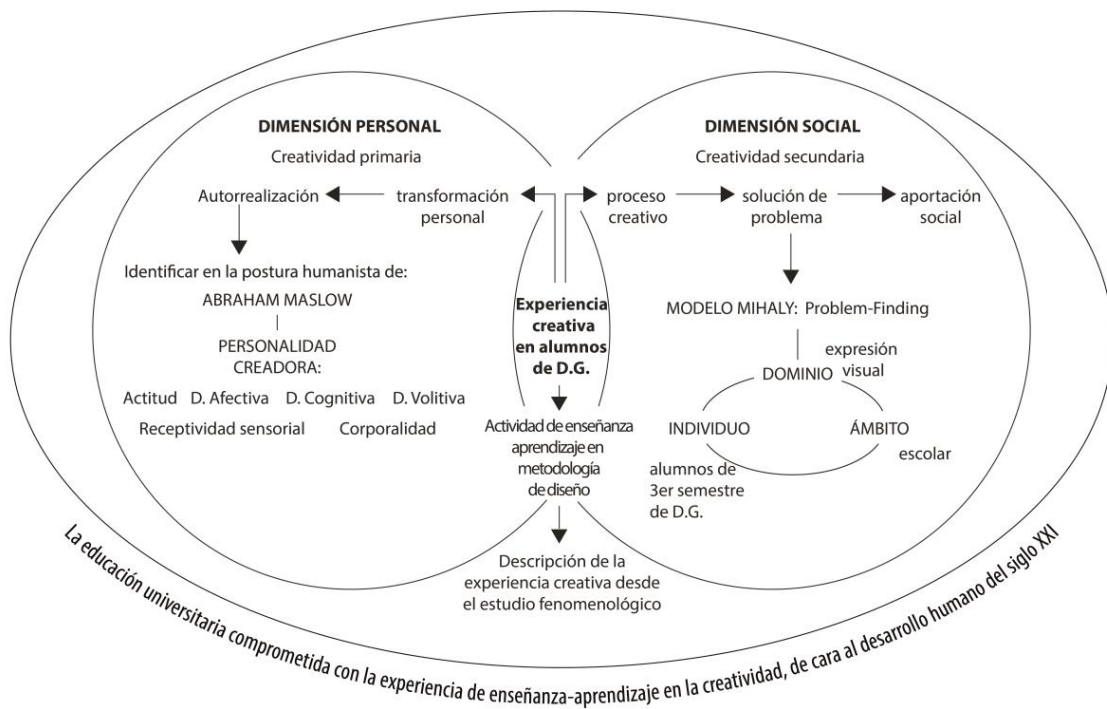 DIMENSIÓN PERSONAL
Creatividad primaria
Autorrealización
transformación
personal
Identificar en la postura humanista de:
ABRAHAM MASLOW
PERSONALIDAD
CREADORA:
Actitud D. Afectiva D. Cognitiva D. Volitiva
Receptividad sensorial Corporalidad
Experiencia
creativa
en alumnos
de D.G.
Actividad de enseñanza
aprendizaje en
metodología
de diseño
Descripción de la
experiencia creativa desde
el estudio fenomenológico
DIMENSIÓN SOCIAL
Creatividad secundaria
proceso
creativo
solución de
problema
aportación
social
MODELO MIHALY: Problem-Finding
expresión
visual
DOMINIO
INDIVIDUO
ÁMBITO
escolar
alumnos de
3er semestre
de D.G.
La educación universitaria comprometida con la experiencia de enseñanza-aprendizaje en la creatividad, de cara al desarrollo humano del siglo XXI